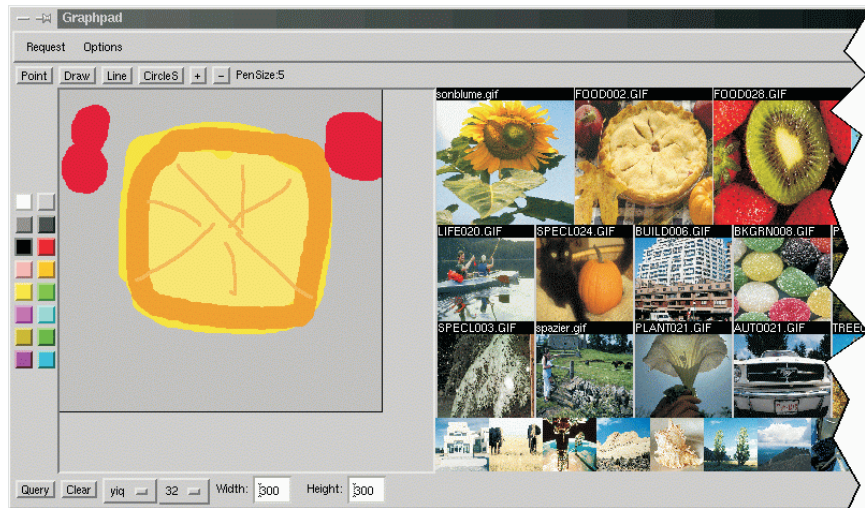 Graphpad
Request Options
Point Draw Line CircleS + - PenSize:5
sonblume.gif FOOD002.GIF FOOD028.GIF
LIFE020.GIF SPECL024.GIF BUILD006.GIF BKGRN008.GIF
SPECL003.GIF spazier.gif PLANT021.GIF AUTO021.GIF TREE
Query Clear yiq 32 Width: 300 Height: 300